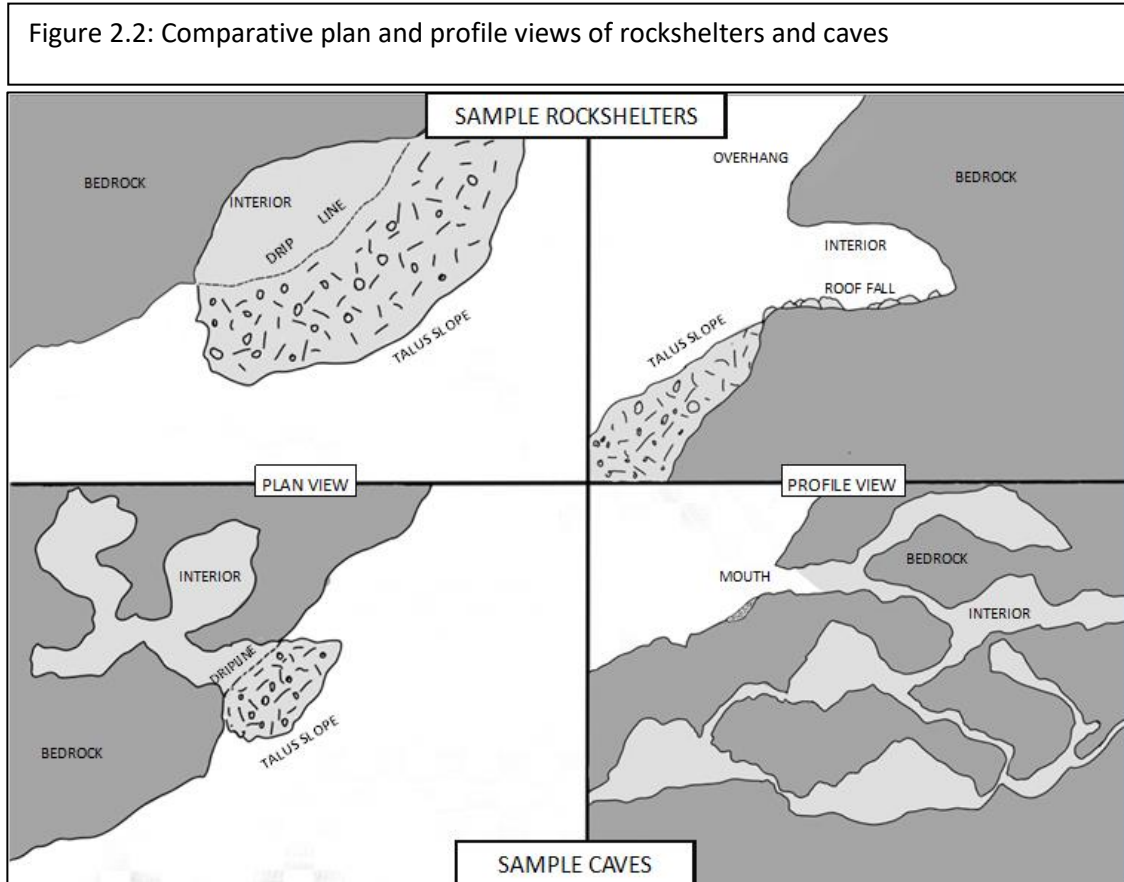 Figure 2.2: Comparative plan and profile views of rockshelters and caves
SAMPLE ROCKSHELTERS
BEDROCK
INTERIOR
DRIP LINE
TALUS SLOPE
OVERHANG
BEDROCK
INTERIOR
ROOF FALL
TALUS SLOPE
PLAN VIEW
PROFILE VIEW
INTERIOR
DRIPLINE
BEDROCK
TALUS SLOPE
MOUTH
BEDROCK
INTERIOR
SAMPLE CAVES